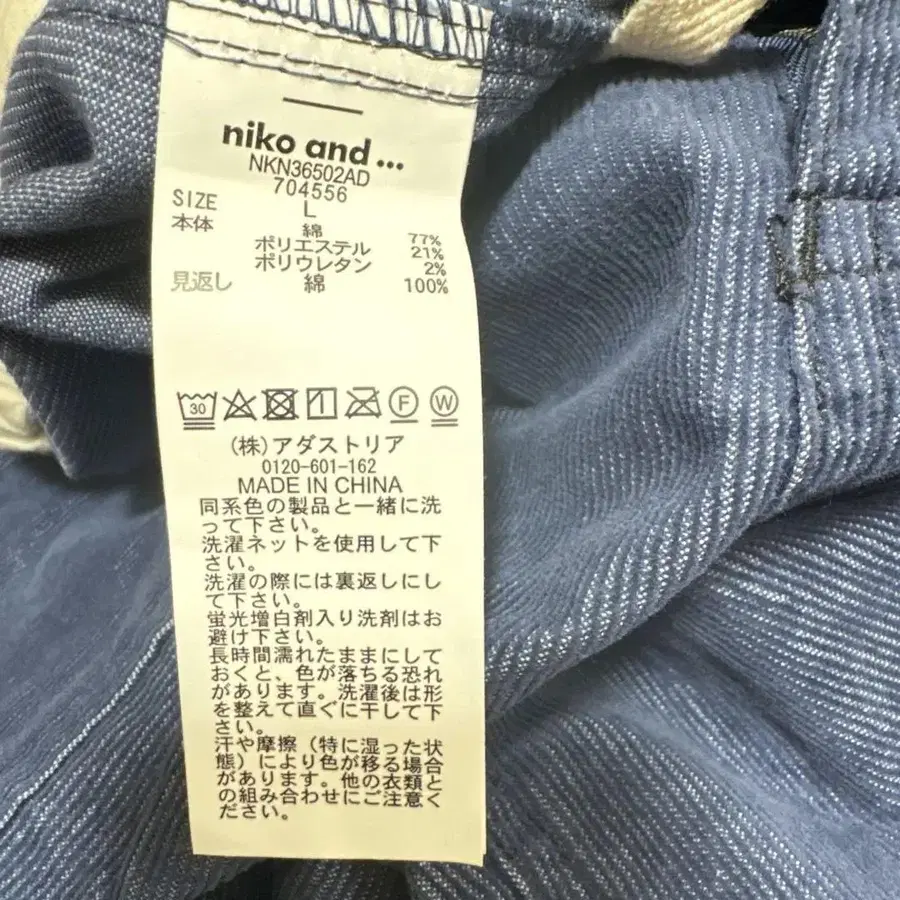 niko and ...
NKN36502AD
704556
SIZE L
本体 綿 77%
ポリエステル 21%
ポリウレタン 2%
見返し 綿 100%
30 F W
(株)アダストリア
0120-601-162
MADE IN CHINA
同系色の製品と一緒に洗
って下さい。
洗濯ネットを使用して下
さい。
洗濯の際には裏返しにし
て下さい。
蛍光増白剤入り洗剤はお
避け下さい。
長時間濡れたままにして
おくと、色が落ちる恐れ
があります。洗濯後は形
を整えて直ぐに干して下
さい。
汗や摩擦(特に湿った状
態)により色が移る場合
があります。他の衣類と
の組み合わせにご注意く
ださい。